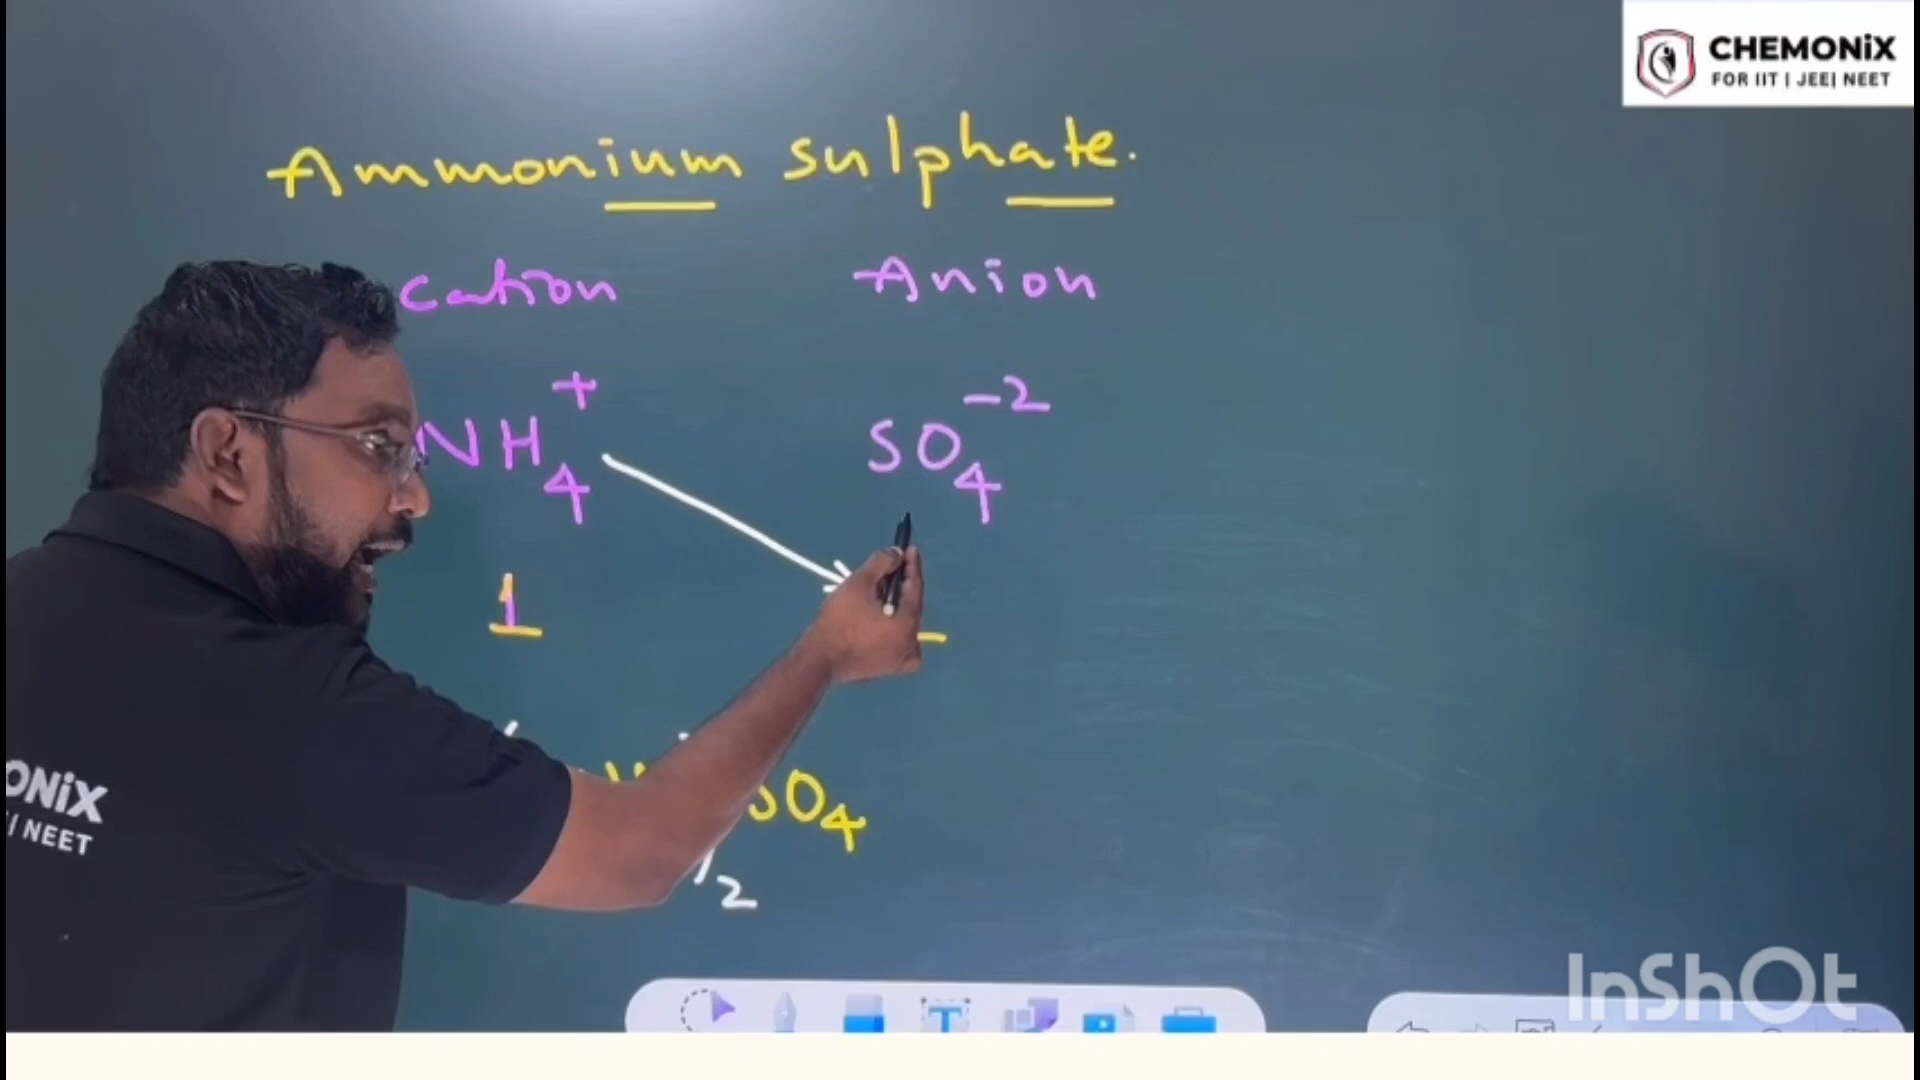 CHEMONiX
FOR IIT | JEE| NEET
Ammonium sulphate.
Cation Anion
NH4+ SO4-2
1
SO4
2
ONiX
| NEET
InShOt